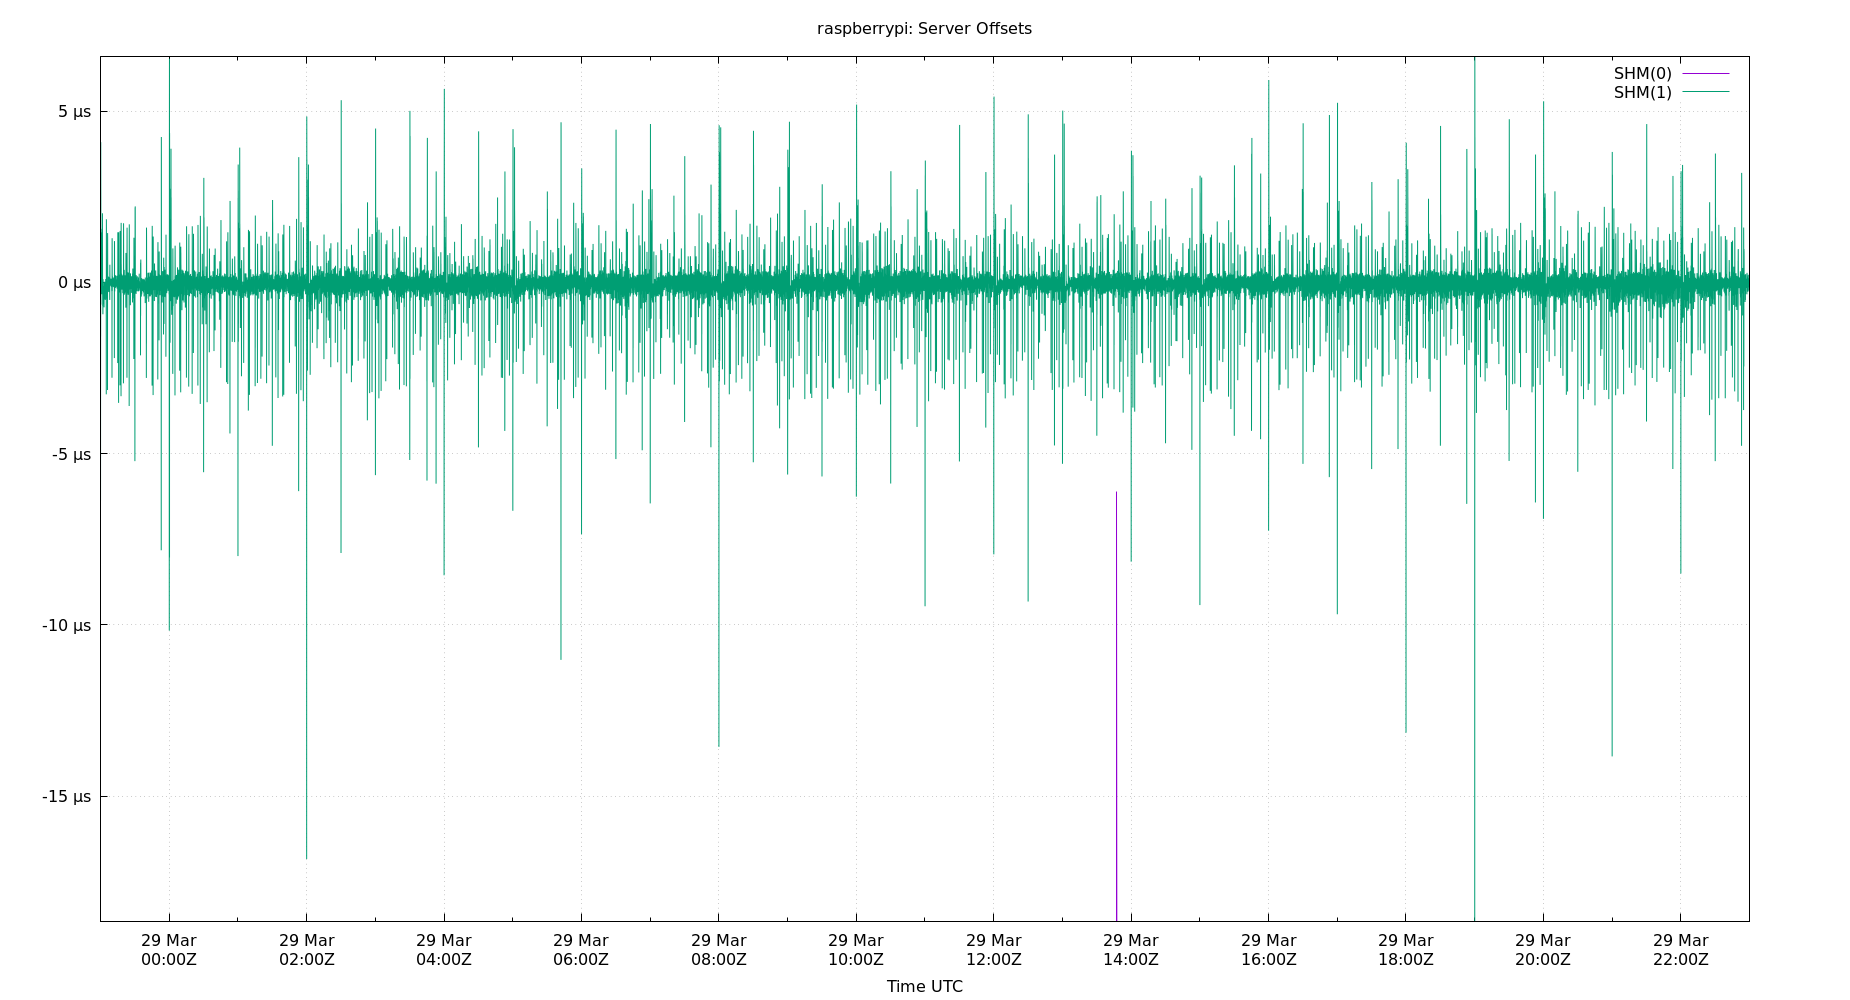 raspberrypi: Server Offsets
SHM(0)
SHM(1)
5 µs
0 µs
-5 µs
-10 µs
-15 µs
29 Mar 29 Mar 29 Mar 29 Mar 29 Mar 29 Mar 29 Mar 29 Mar 29 Mar 29 Mar 29 Mar 29 Mar
00:00Z 02:00Z 04:00Z 06:00Z 08:00Z 10:00Z 12:00Z 14:00Z 16:00Z 18:00Z 20:00Z 22:00Z
Time UTC